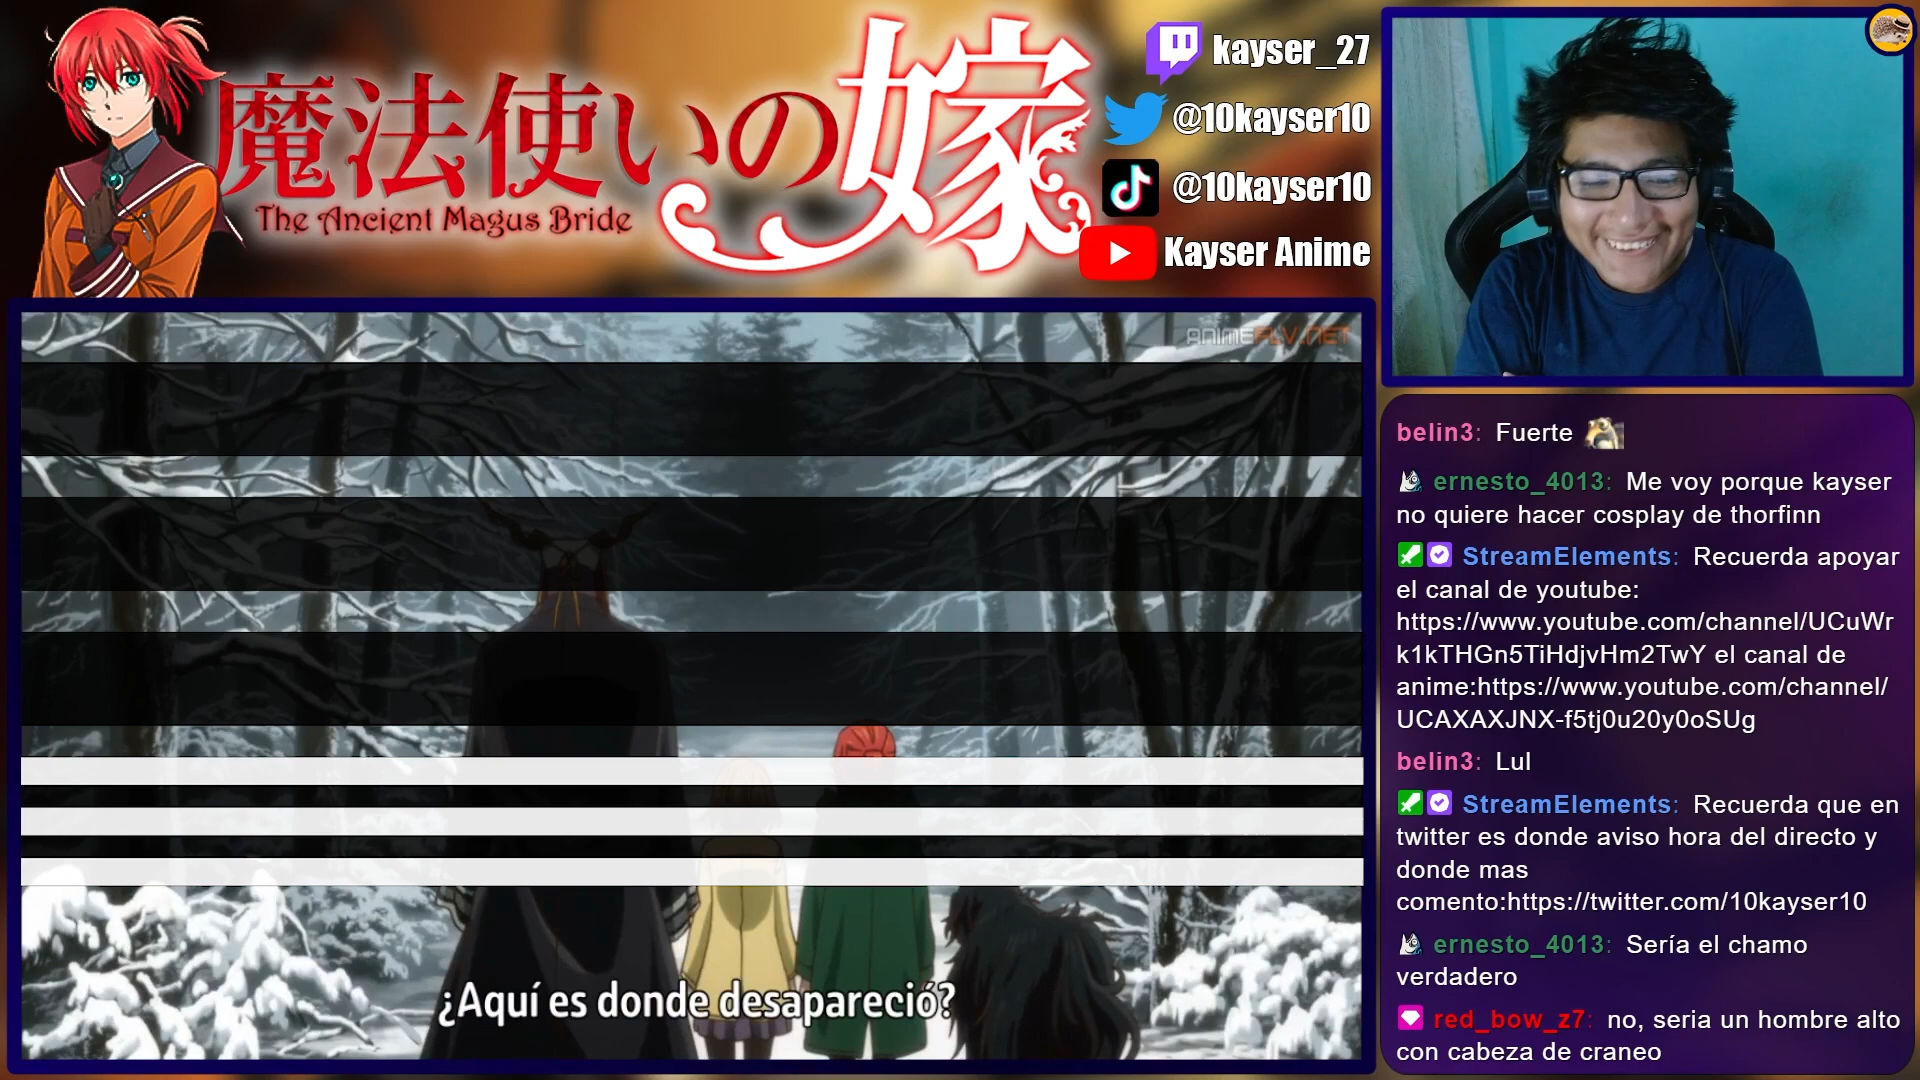 魔法使いの嫁
The Ancient Magus Bride
kayser_27
@10kayser10
@10kayser10
Kayser Anime
ANIMEFLV.NET
¿Aquí es donde desapareció?
belin3: Fuerte
ernesto_4013: Me voy porque kayser
no quiere hacer cosplay de thorfinn
StreamElements: Recuerda apoyar
el canal de youtube:
https://www.youtube.com/channel/UCuWr
k1kTHGn5TiHdjvHm2TwY el canal de
anime:https://www.youtube.com/channel/
UCAXAXJNX-f5tj0u20y0oSUg
belin3: Lul
StreamElements: Recuerda que en
twitter es donde aviso hora del directo y
donde mas
comento:https://twitter.com/10kayser10
ernesto_4013: Sería el chamo
verdadero
red_bow_z7: no, seria un hombre alto
con cabeza de craneo